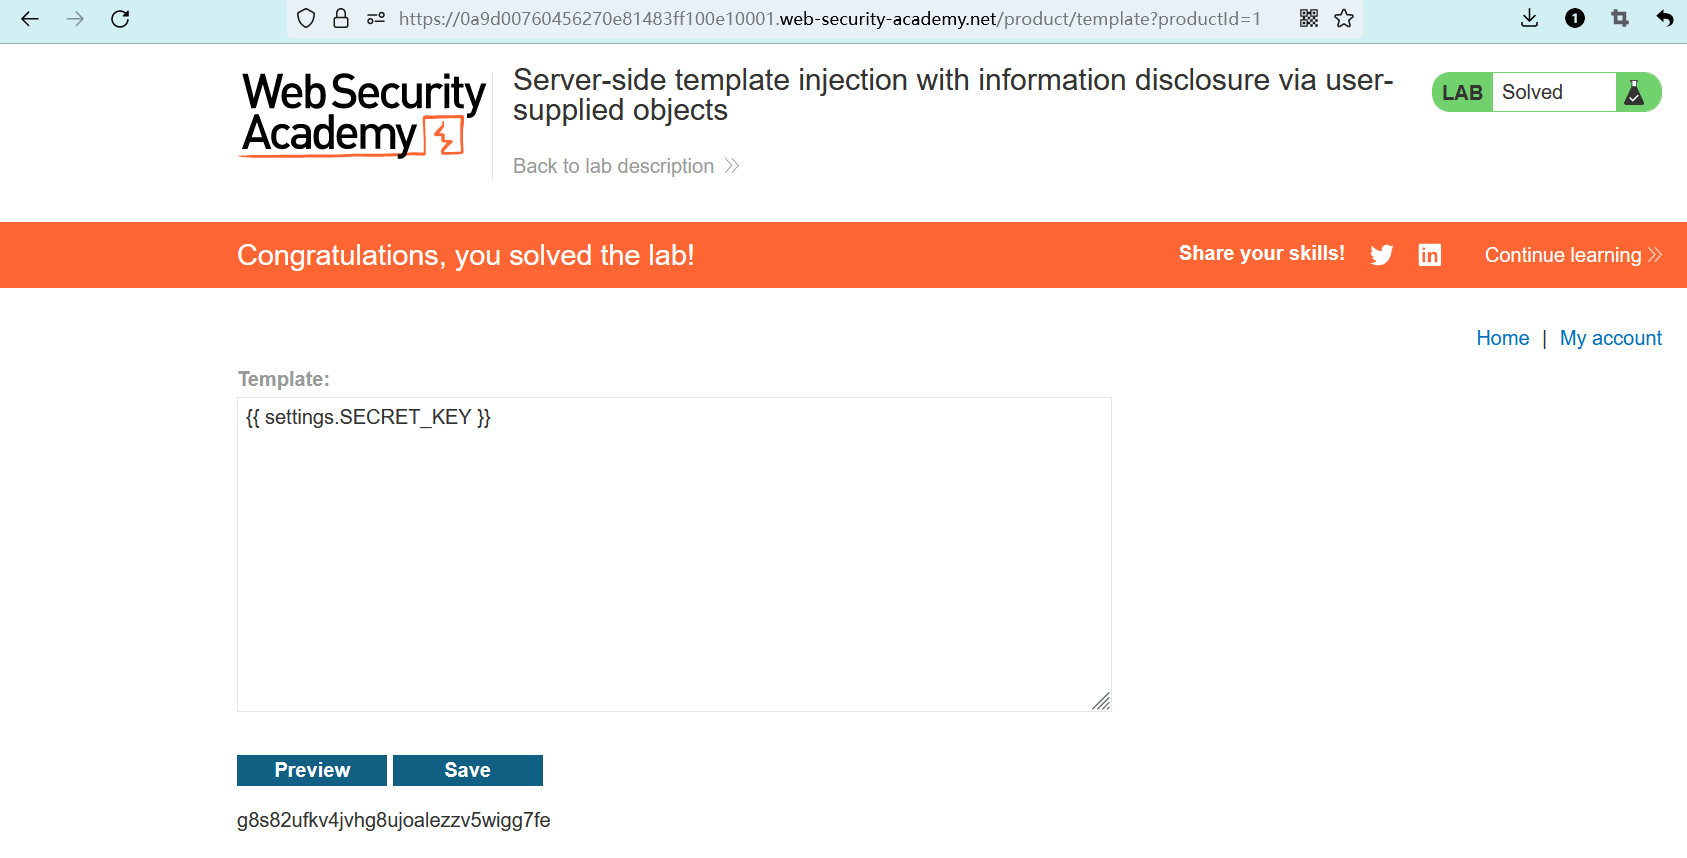 https://0a9d00760456270e81483ff100e10001.web-security-academy.net/product/template?productId=1
1
Web Security
Academy
Server-side template injection with information disclosure via user-
supplied objects
Back to lab description
LAB Solved
Congratulations, you solved the lab!
Share your skills!
Continue learning
Home | My account
Template:
{{ settings.SECRET_KEY }}
Preview
Save
g8s82ufkv4jvhg8ujoalezzv5wigg7fe